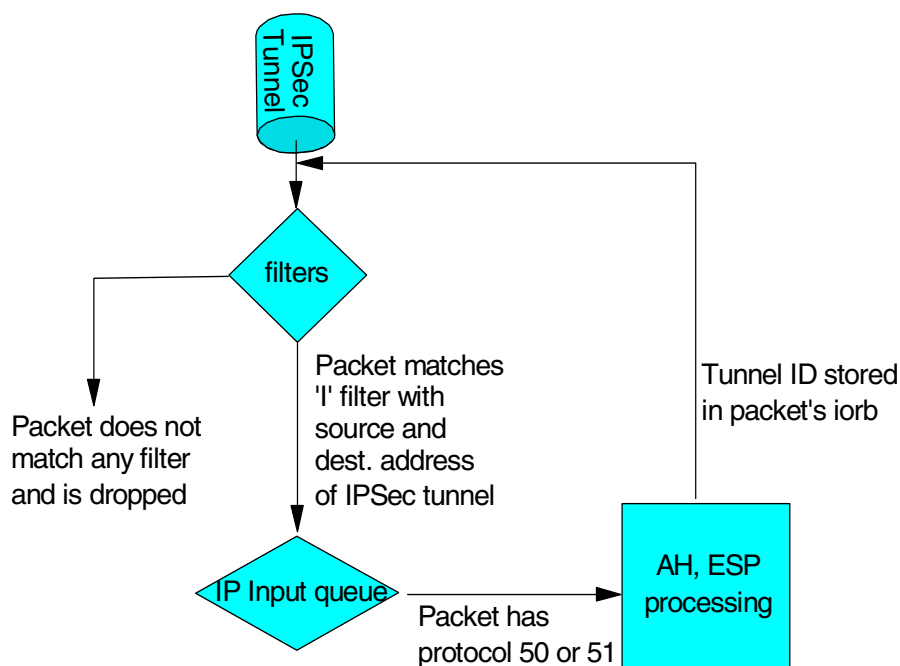 IPSec
Tunnel
filters
Packet matches
'I' filter with
source and
dest. address
of IPSec tunnel
Packet does not
match any filter
and is dropped
Tunnel ID stored
in packet's iorb
IP Input queue
AH, ESP
processing
Packet has
protocol 50 or 51